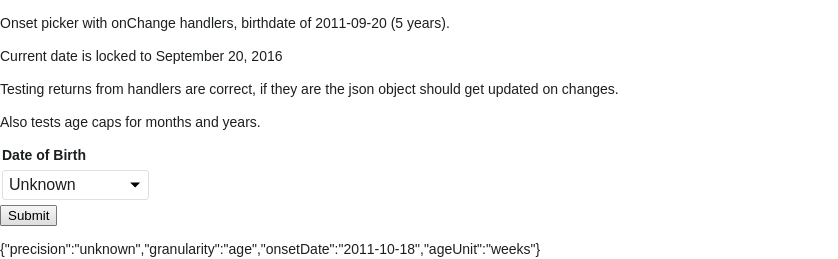 Onset picker with onChange handlers, birthdate of 2011-09-20 (5 years).
Current date is locked to September 20, 2016
Testing returns from handlers are correct, if they are the json object should get updated on changes.
Also tests age caps for months and years.
Date of Birth
Unknown
Submit
{"precision":"unknown","granularity":"age","onsetDate":"2011-10-18","ageUnit":"weeks"}